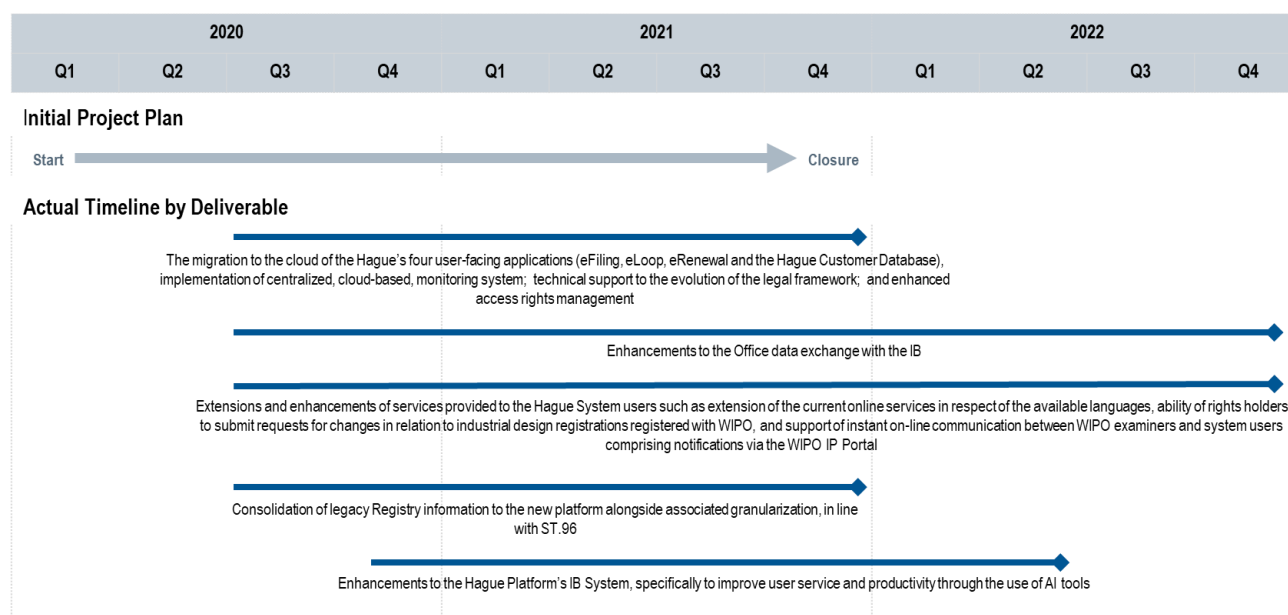 2020 2021 2022
Q1 Q2 Q3 Q4 Q1 Q2 Q3 Q4 Q1 Q2 Q3 Q4
Initial Project Plan
Start Closure
Actual Timeline by Deliverable
The migration to the cloud of the Hague's four user-facing applications (eFiling, eLoop, eRenewal and the Hague Customer Database),
implementation of centralized, cloud-based, monitoring system; technical support to the evolution of the legal framework; and enhanced
access rights management
Enhancements to the Office data exchange with the IB
Extensions and enhancements of services provided to the Hague System users such as extension of the current online services in respect of the available languages, ability of rights holders
to submit requests for changes in relation to industrial design registrations registered with WIPO, and support of instant on-line communication between WIPO examiners and system users
comprising notifications via the WIPO IP Portal
Consolidation of legacy Registry information to the new platform alongside associated granularization, in line
with ST.96
Enhancements to the Hague Platform's IB System, specifically to improve user service and productivity through the use of AI tools